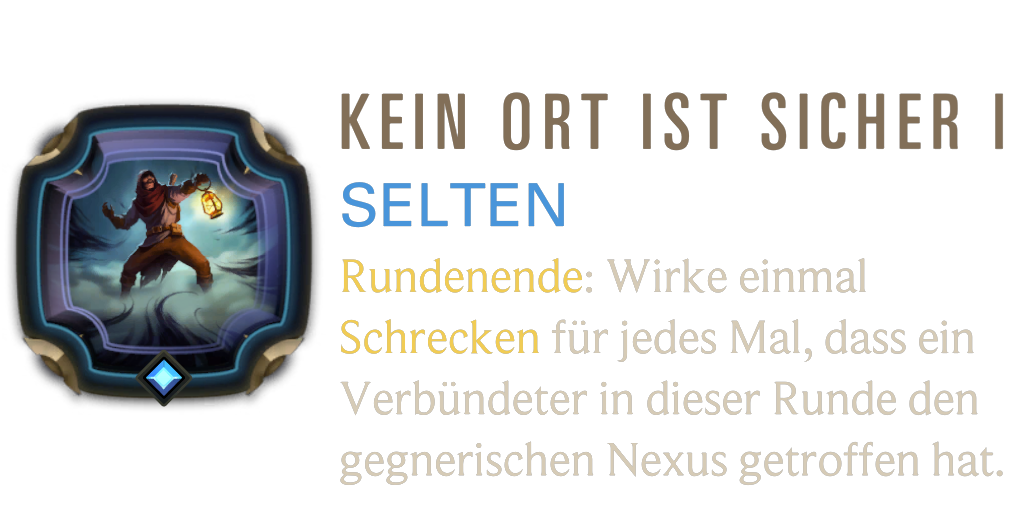 KEIN ORT IST SICHER I
SELTEN
Rundenende: Wirke einmal
Schrecken für jedes Mal, dass ein
Verbündeter in dieser Runde den
gegnerischen Nexus getroffen hat.